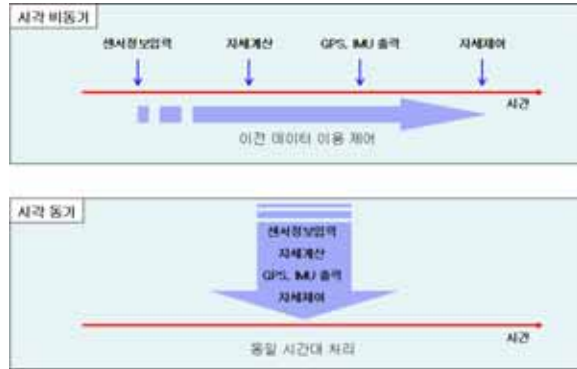 시각 비동기
센서정보입력 자세계산 GPS, IMU 출력 자세제어
시간
이전 데이터 이용 제어
시각 동기
센서정보입력
자세계산
GPS, IMU 출력
자세제어
시간
동일 시간대 처리